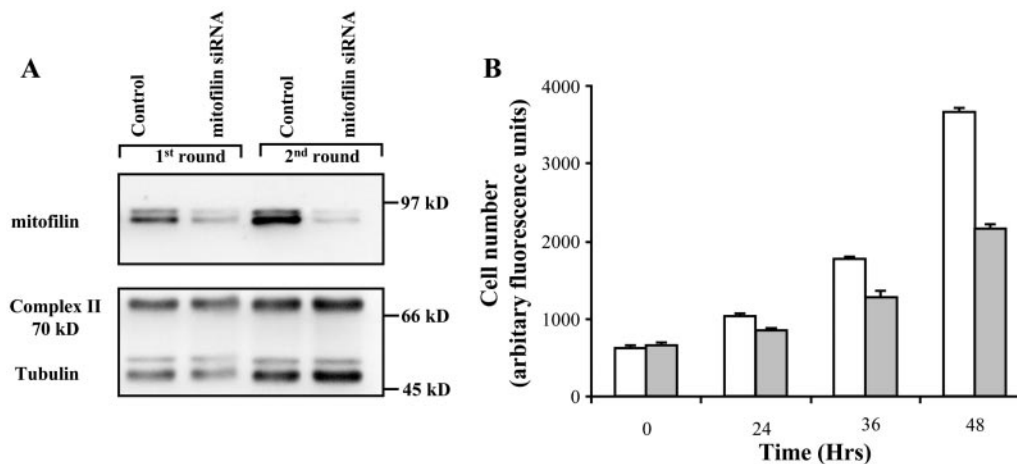 A
Control
mitofilin siRNA
Control
mitofilin siRNA
1st round
2nd round
mitofilin
97 kD
Complex II
70 kD
66 kD
Tubulin
45 kD
B
Cell number
(arbitary fluorescence units)
4000
3000
2000
1000
0
0
24
36
48
Time (Hrs)